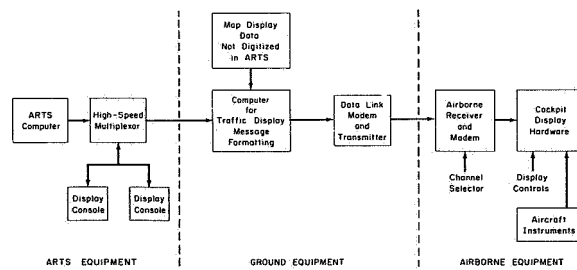 Map Display
Data
Not Digitized
in ARTS
ARTS
Computer
High-Speed
Multiplexor
Computer
for
Traffic Display
Message
Formatting
Data Link
Modem
and
Transmitter
Airborne
Receiver
and
Modem
Cockpit
Display
Hardware
Channel
Selector
Display
Controls
Display
Console
Display
Console
Aircraft
Instruments
ARTS EQUIPMENT
GROUND EQUIPMENT
AIRBORNE EQUIPMENT